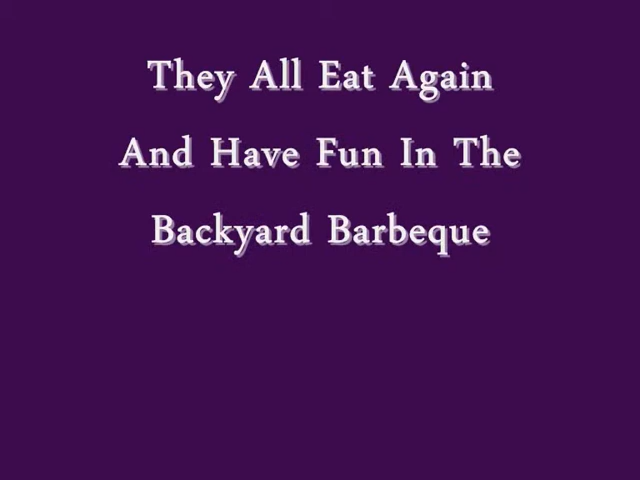 They All Eat Again
And Have Fun In The
Backyard Barbeque